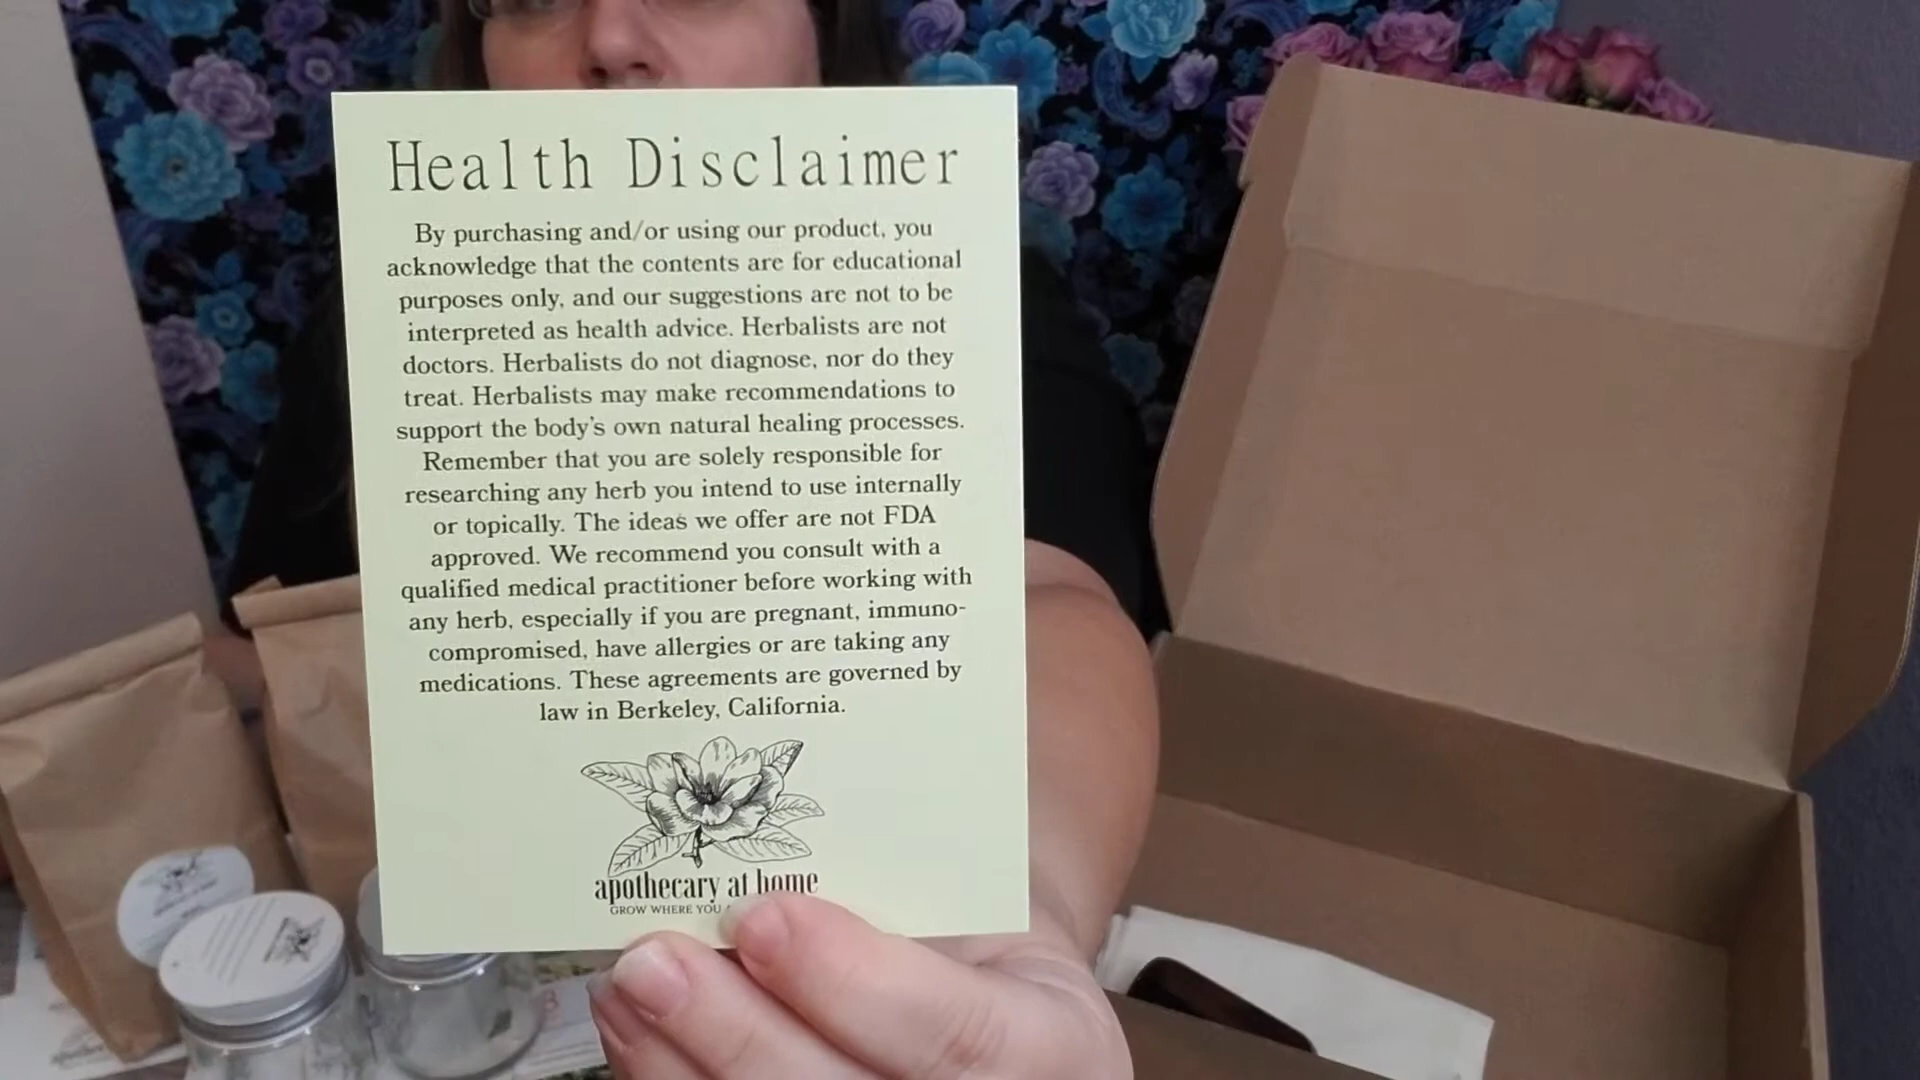 Health Disclaimer
By purchasing and/or using our product, you
acknowledge that the contents are for educational
purposes only, and our suggestions are not to be
interpreted as health advice. Herbalists are not
doctors. Herbalists do not diagnose, nor do they
treat. Herbalists may make recommendations to
support the body's own natural healing processes.
Remember that you are solely responsible for
researching any herb you intend to use internally
or topically. The ideas we offer are not FDA
approved. We recommend you consult with a
qualified medical practitioner before working with
any herb, especially if you are pregnant, immuno-
compromised, have allergies or are taking any
medications. These agreements are governed by
law in Berkeley, California.
apothecary at home
GROW WHERE YOU